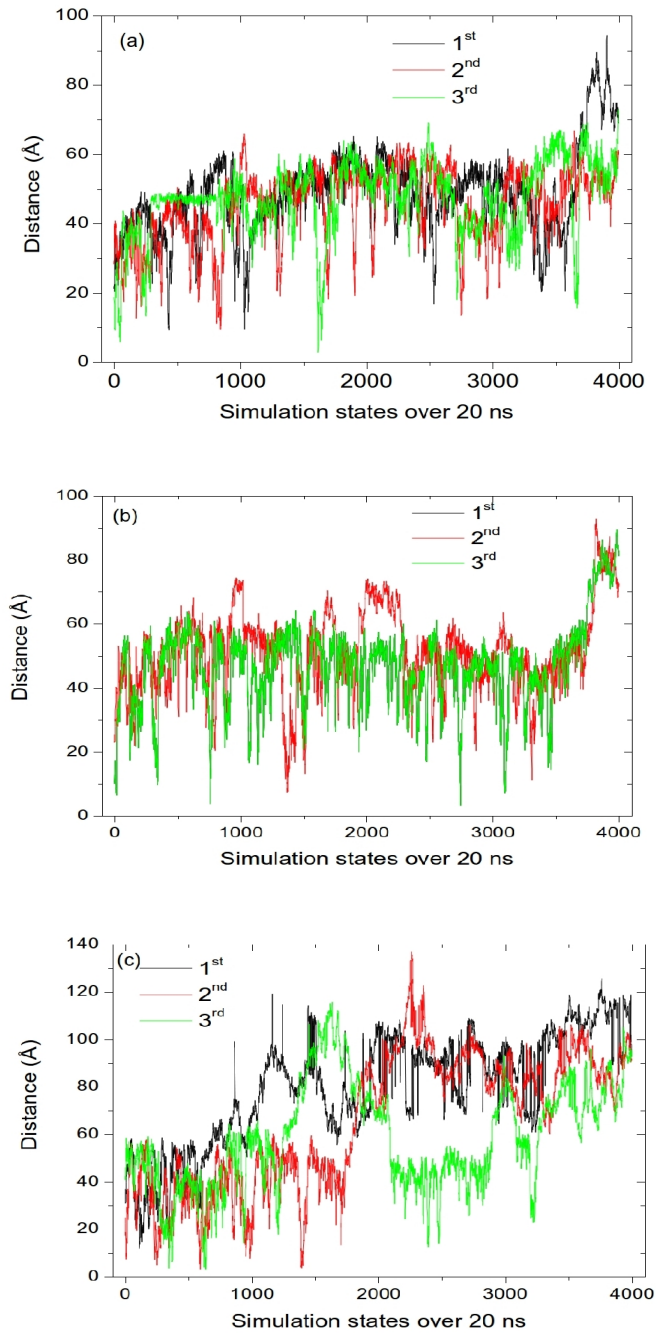 (a)
1st
2nd
3rd
100
80
60
40
20
0
Distance (Å)
0 1000 2000 3000 4000
Simulation states over 20 ns
(b)
1st
2nd
3rd
100
80
60
40
20
0
Distance (Å)
0 1000 2000 3000 4000
Simulation states over 20 ns
(c)
1st
2nd
3rd
140
120
100
80
60
40
20
0
Distance (Å)
0 1000 2000 3000 4000
Simulation states over 20 ns